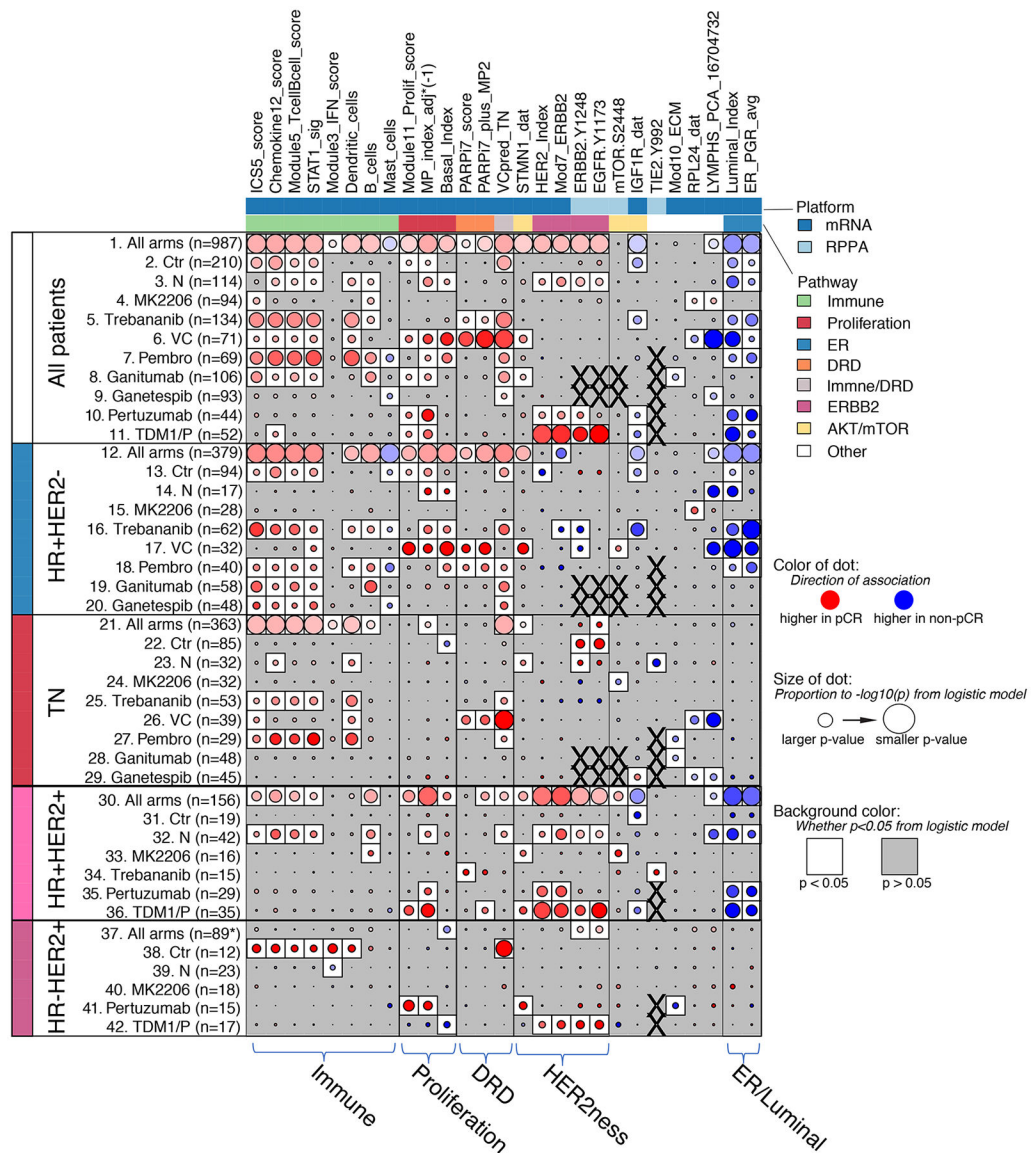 ICS5_score
Chemokine12_score
Module5_TcellBcell_score
STAT1_sig
Module3_IFN_score
Dendritic_cells
B_cells
Mast_cells
Module11_Prolif_score
MP_index_adj*(-1)
Basal_Index
PARPI7_score
PARPI7_plus_MP2
VCpred_TN
STMN1_dat
HER2_Index
Mod7_ERBB2
ERBB2.Y1248
EGFR.Y1173
mTOR.S2448
IGF1R_dat
TIE2.Y992
Mod10_ECM
RPL24_dat
LYMPHS_PCA_16704732
Luminal_Index
ER_PGR_avg
Platform
mRNA
RPPA
Pathway
Immune
Proliferation
ER
DRD
Immne/DRD
ERBB2
AKT/mTOR
Other
All patients
1. All arms (n=987)
2. Ctr (n=210)
3. N (n=114)
4. MK2206 (n=94)
5. Trebananib (n=134)
6. VC (n=71)
7. Pembro (n=69)
8. Ganitumab (n=106)
9. Ganetespib (n=93)
10. Pertuzumab (n=44)
11. TDM1/P (n=52)
HR+HER2-
12. All arms (n=379)
13. Ctr (n=94)
14. N (n=17)
15. MK2206 (n=28)
16. Trebananib (n=62)
17. VC (n=32)
18. Pembro (n=40)
19. Ganitumab (n=58)
20. Ganetespib (n=48)
TN
21. All arms (n=363)
22. Ctr (n=85)
23. N (n=32)
24. MK2206 (n=32)
25. Trebananib (n=53)
26. VC (n=39)
27. Pembro (n=29)
28. Ganitumab (n=48)
29. Ganetespib (n=45)
HR+HER2+
30. All arms (n=156)
31. Ctr (n=19)
32. N (n=42)
33. MK2206 (n=16)
34. Trebananib (n=15)
35. Pertuzumab (n=29)
36. TDM1/P (n=35)
HR-HER2+
37. All arms (n=89*)
38. Ctr (n=12)
39. N (n=23)
40. MK2206 (n=18)
41. Pertuzumab (n=15)
42. TDM1/P (n=17)
Color of dot:
Direction of association
higher in pCR
higher in non-pCR
Size of dot:
Proportion to -log10(p) from logistic model
larger p-value
smaller p-value
Background color:
Whether p<0.05 from logistic model
p < 0.05
p > 0.05
Immune
Proliferation
DRD
HER2ness
ER/Luminal